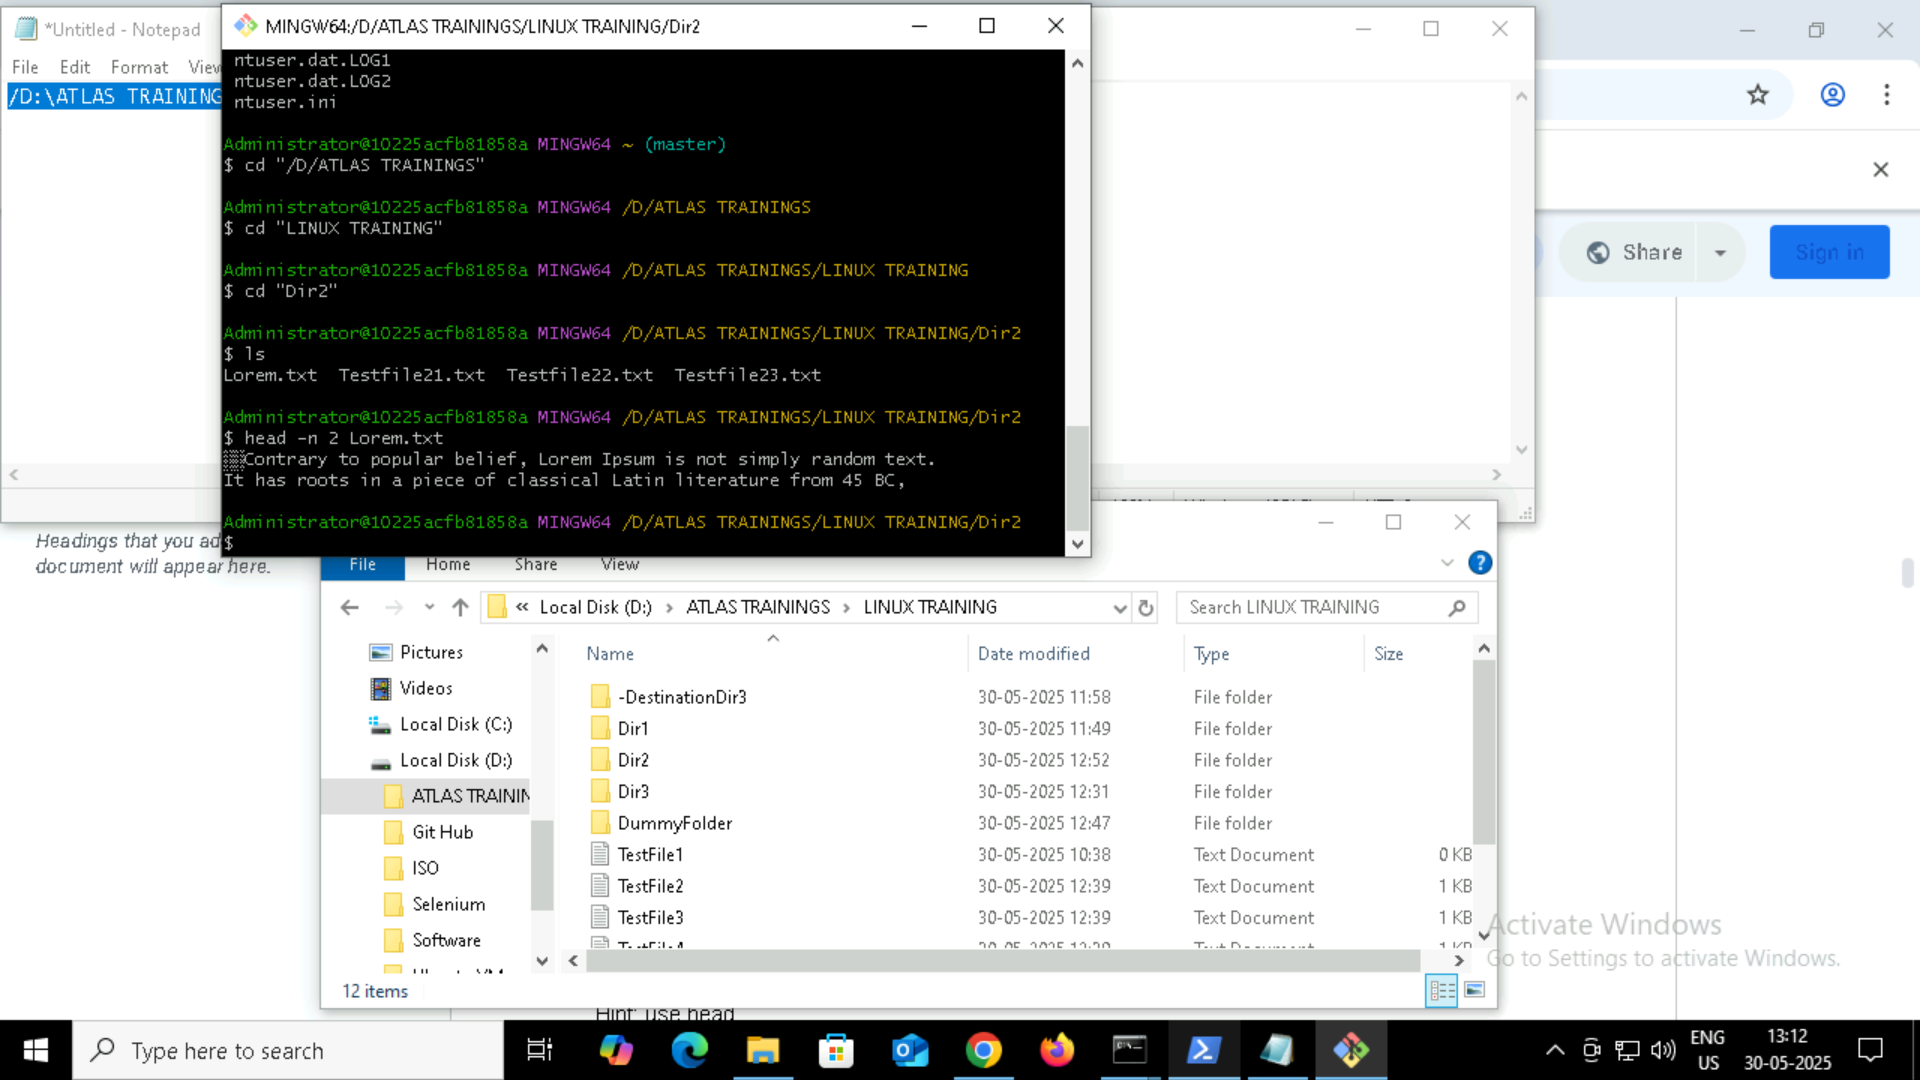 *Untitled - Notepad
File Edit Format View
/D:\ATLAS TRAINING
MINGW64:/D/ATLAS TRAININGS/LINUX TRAINING/Dir2
ntuser.dat.LOG1
ntuser.dat.LOG2
ntuser.ini
Administrator@10225acfb81858a MINGW64 ~ (master)
$ cd "/D/ATLAS TRAININGS"
Administrator@10225acfb81858a MINGW64 /D/ATLAS TRAININGS
$ cd "LINUX TRAINING"
Administrator@10225acfb81858a MINGW64 /D/ATLAS TRAININGS/LINUX TRAINING
$ cd "Dir2"
Administrator@10225acfb81858a MINGW64 /D/ATLAS TRAININGS/LINUX TRAINING/Dir2
$ ls
Lorem.txt Testfile21.txt Testfile22.txt Testfile23.txt
Administrator@10225acfb81858a MINGW64 /D/ATLAS TRAININGS/LINUX TRAINING/Dir2
$ head -n 2 Lorem.txt
Contrary to popular belief, Lorem Ipsum is not simply random text.
It has roots in a piece of classical Latin literature from 45 BC,
Administrator@10225acfb81858a MINGW64 /D/ATLAS TRAININGS/LINUX TRAINING/Dir2
$
Share
Sign in
Headings that you ad
document will appear here.
File Home Share View
« Local Disk (D:) › ATLAS TRAININGS › LINUX TRAINING
Search LINUX TRAINING
Pictures
Videos
Local Disk (C:)
Local Disk (D:)
ATLAS TRAININ
Git Hub
ISO
Selenium
Software
Name Date modified Type Size
-DestinationDir3 30-05-2025 11:58 File folder
Dir1 30-05-2025 11:49 File folder
Dir2 30-05-2025 12:52 File folder
Dir3 30-05-2025 12:31 File folder
DummyFolder 30-05-2025 12:47 File folder
TestFile1 30-05-2025 10:38 Text Document 0 KB
TestFile2 30-05-2025 12:39 Text Document 1 KB
TestFile3 30-05-2025 12:39 Text Document 1 KB
12 items
Activate Windows
Go to Settings to activate Windows.
Hint: use head
Type here to search
ENG
US
13:12
30-05-2025